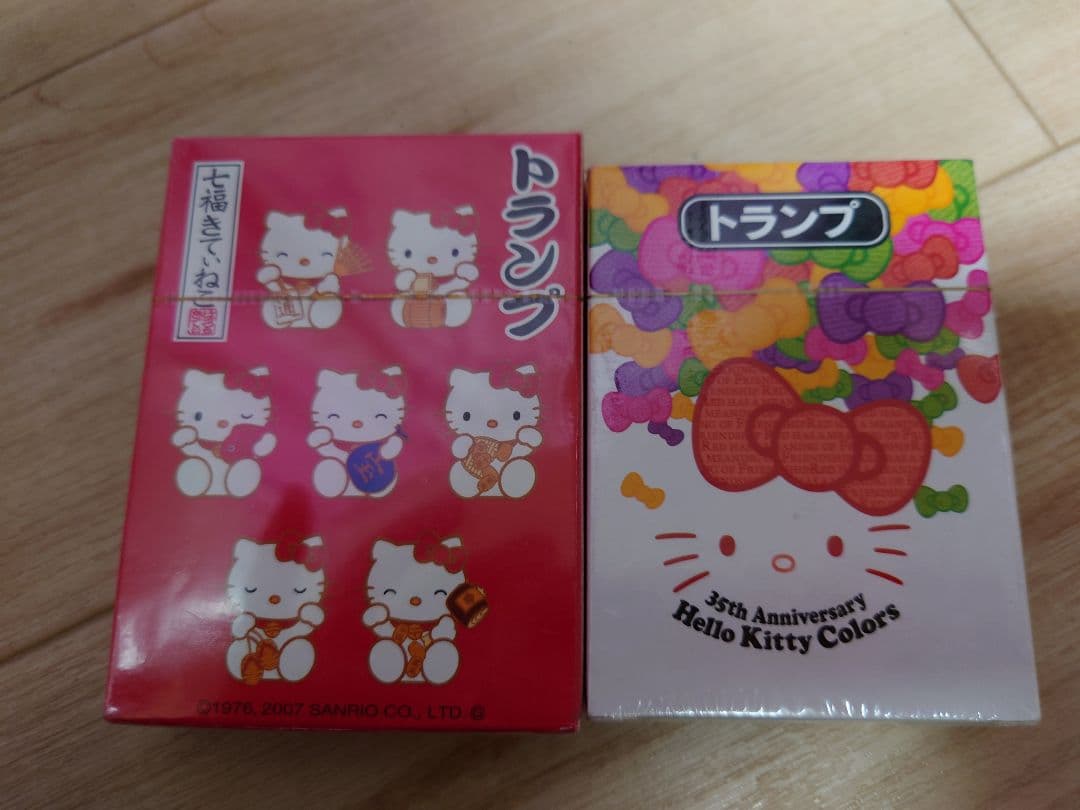 トランプ
七福きてぃねこ
©1976, 2007 SANRIO CO., LTD.
トランプ
35th Anniversary
Hello Kitty Colors